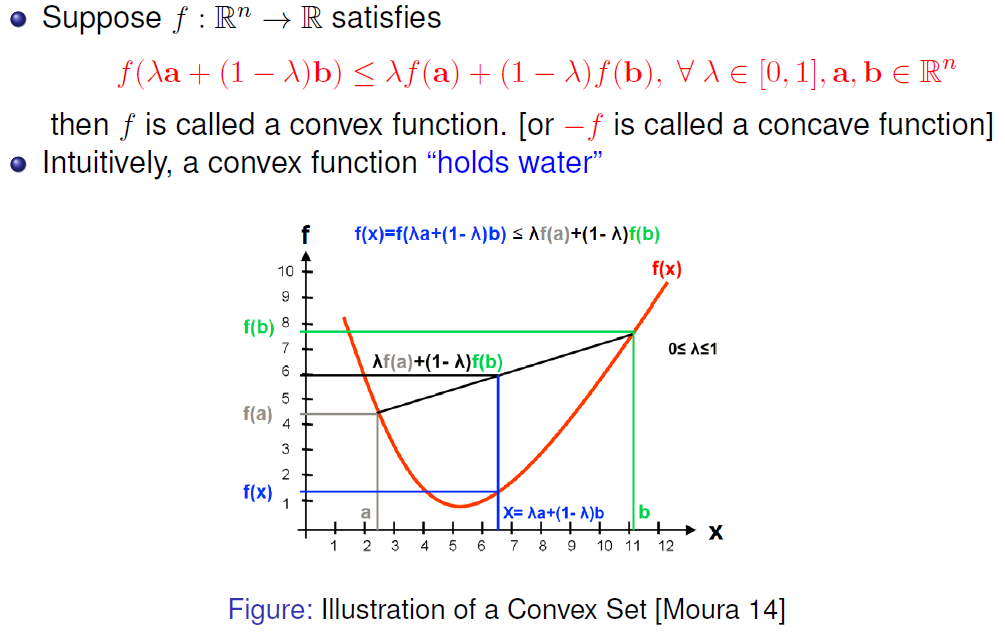 Suppose f : ℝⁿ → ℝ satisfies
f(λa + (1 − λ)b) ≤ λf(a) + (1 − λ)f(b), ∀ λ ∈ [0, 1], a, b ∈ ℝⁿ
then f is called a convex function. [or −f is called a concave function]
Intuitively, a convex function “holds water”
f
f(x)=f(λa+(1- λ)b) ≤ λf(a)+(1- λ)f(b)
f(x)
10
9
8
7
6
5
4
3
2
1
f(b)
0≤ λ≤1
λf(a)+(1- λ)f(b)
f(a)
f(x)
a
X= λa+(1- λ)b
b
X
1 2 3 4 5 6 7 8 9 10 11 12
Figure: Illustration of a Convex Set [Moura 14]